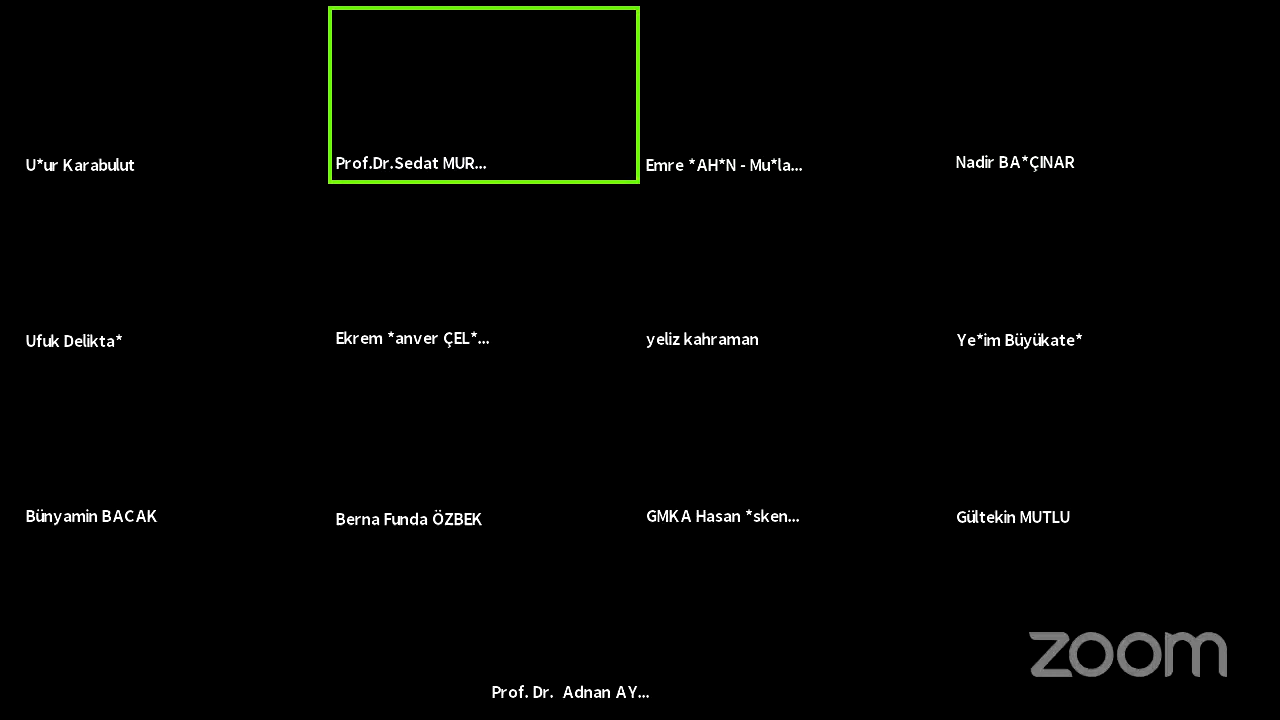 U*ur Karabulut
Prof.Dr.Sedat MUR...
Emre *AH*N - Mu*la...
Nadir BA*ÇINAR
Ufuk Delikta*
Ekrem *anver ÇEL*...
yeliz kahraman
Ye*im Büyükate*
Bünyamin BACAK
Berna Funda ÖZBEK
GMKA Hasan *sken...
Gültekin MUTLU
Prof. Dr.  Adnan AY...
zoom